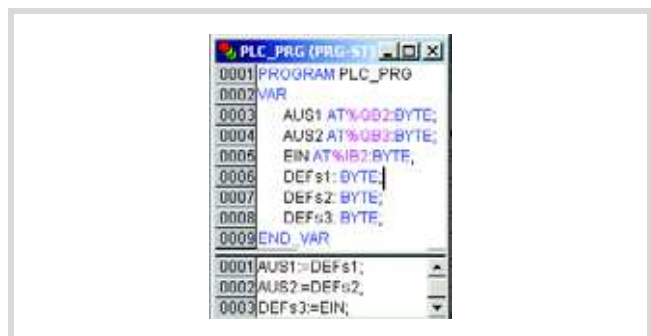 PLC_PRG (PRG-ST)
0001 PROGRAM PLC_PRG
0002 VAR
0003 AUS1 AT%QB2:BYTE;
0004 AUS2 AT%QB3:BYTE;
0005 EIN AT%IB2:BYTE;
0006 DEFs1: BYTE;
0007 DEFs2: BYTE;
0008 DEFs3: BYTE;
0009 END_VAR
0001 AUS1:=DEFs1;
0002 AUS2:=DEFs2;
0003 DEFs3:=EIN;